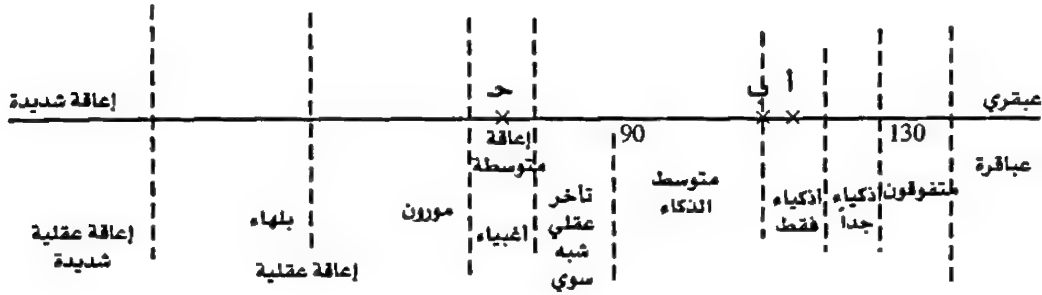 أ
ب
حـ
عبقري
إعاقة شديدة
130
90
إعاقة
متوسطة
عباقرة
متفوقون
أذكياء
جداً
أذكياء
فقط
متوسط
الذكاء
تأخر
عقلي
شبه
سوي
أغبياء
مورون
بلهاء
إعاقة عقلية
إعاقة عقلية
شديدة